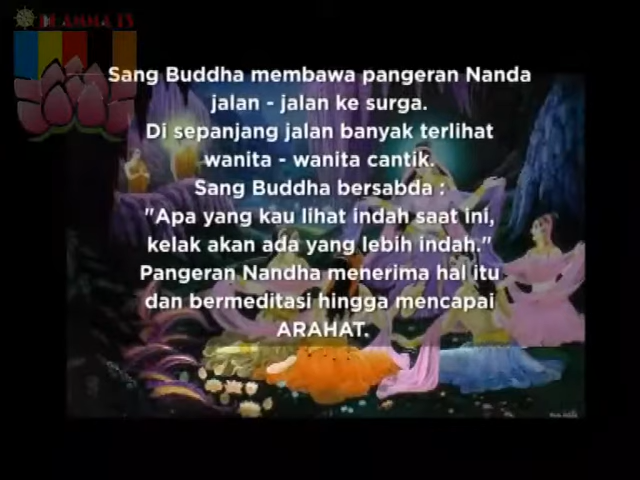 DHAMMA TV
Sang Buddha membawa pangeran Nanda
jalan - jalan ke surga.
Di sepanjang jalan banyak terlihat
wanita - wanita cantik.
Sang Buddha bersabda :
"Apa yang kau lihat indah saat ini,
kelak akan ada yang lebih indah."
Pangeran Nandha menerima hal itu
dan bermeditasi hingga mencapai
ARAHAT.